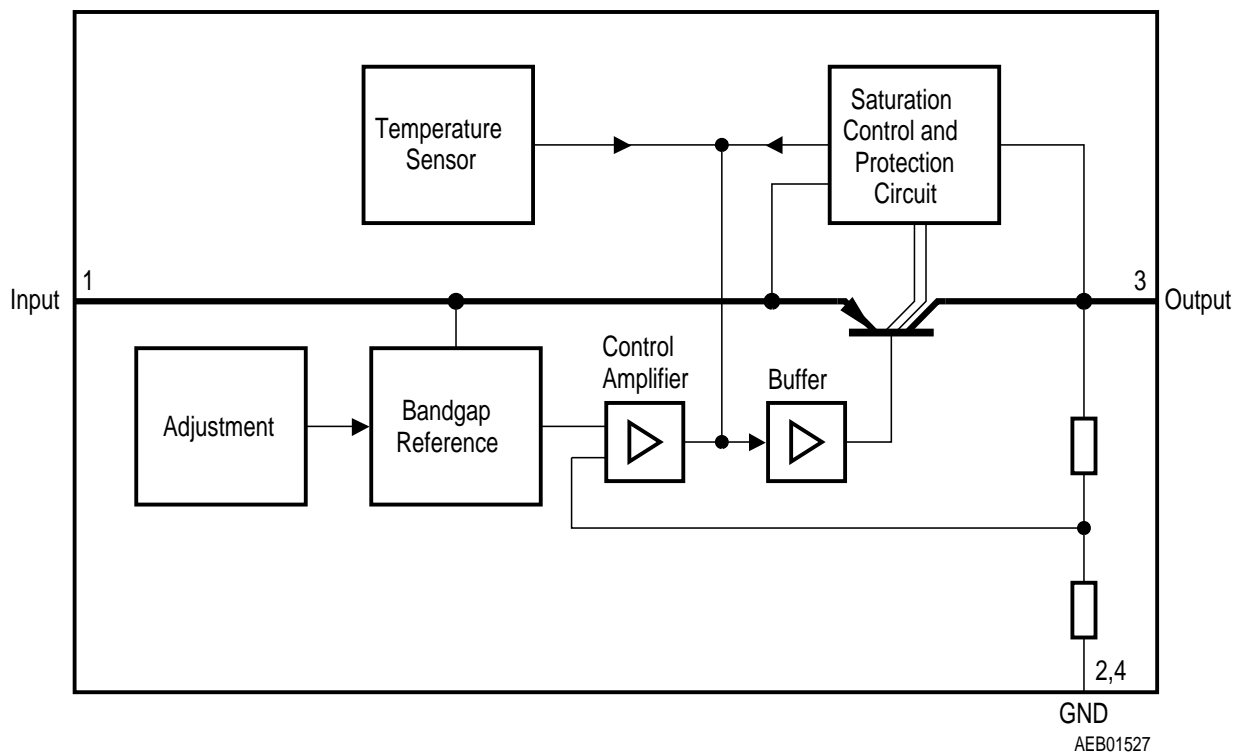 Temperature
Sensor
Saturation
Control and
Protection
Circuit
Input
1
3
Output
Adjustment
Bandgap
Reference
Control
Amplifier
Buffer
2,4
GND
AEB01527